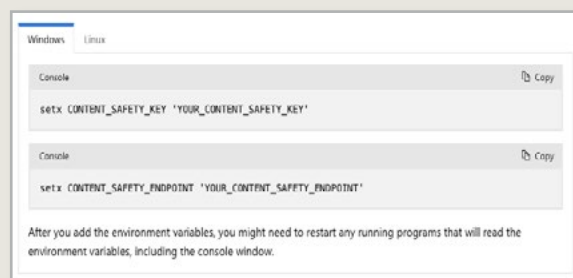 Windows Linux
Console Copy
setx CONTENT_SAFETY_KEY 'YOUR_CONTENT_SAFETY_KEY'
Console Copy
setx CONTENT_SAFETY_ENDPOINT 'YOUR_CONTENT_SAFETY_ENDPOINT'
After you add the environment variables, you might need to restart any running programs that will read the
environment variables, including the console window.